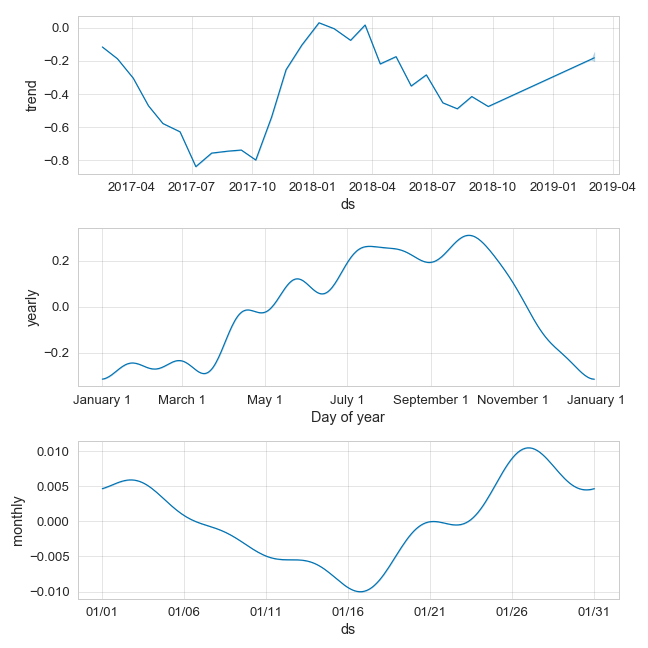 0.0
−0.2
−0.4
−0.6
−0.8
trend
2017-04 2017-07 2017-10 2018-01 2018-04 2018-07 2018-10 2019-01 2019-04
ds
0.2
0.0
−0.2
yearly
January 1 March 1 May 1 July 1 September 1 November 1 January 1
Day of year
0.010
0.005
0.000
−0.005
−0.010
monthly
01/01 01/06 01/11 01/16 01/21 01/26 01/31
ds